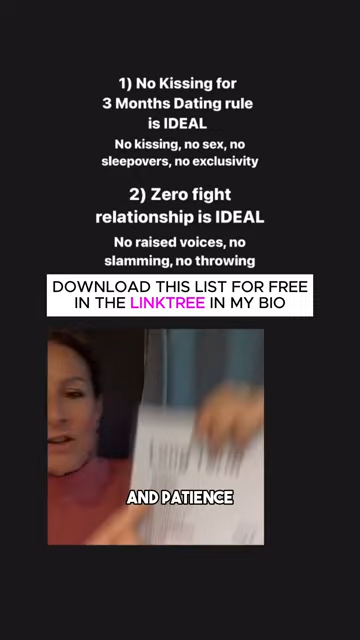 1) No Kissing for
3 Months Dating rule
is IDEAL
No kissing, no sex, no
sleepovers, no exclusivity
2) Zero fight
relationship is IDEAL
No raised voices, no
slamming, no throwing
DOWNLOAD THIS LIST FOR FREE
IN THE LINKTREE IN MY BIO
AND PATIENCE